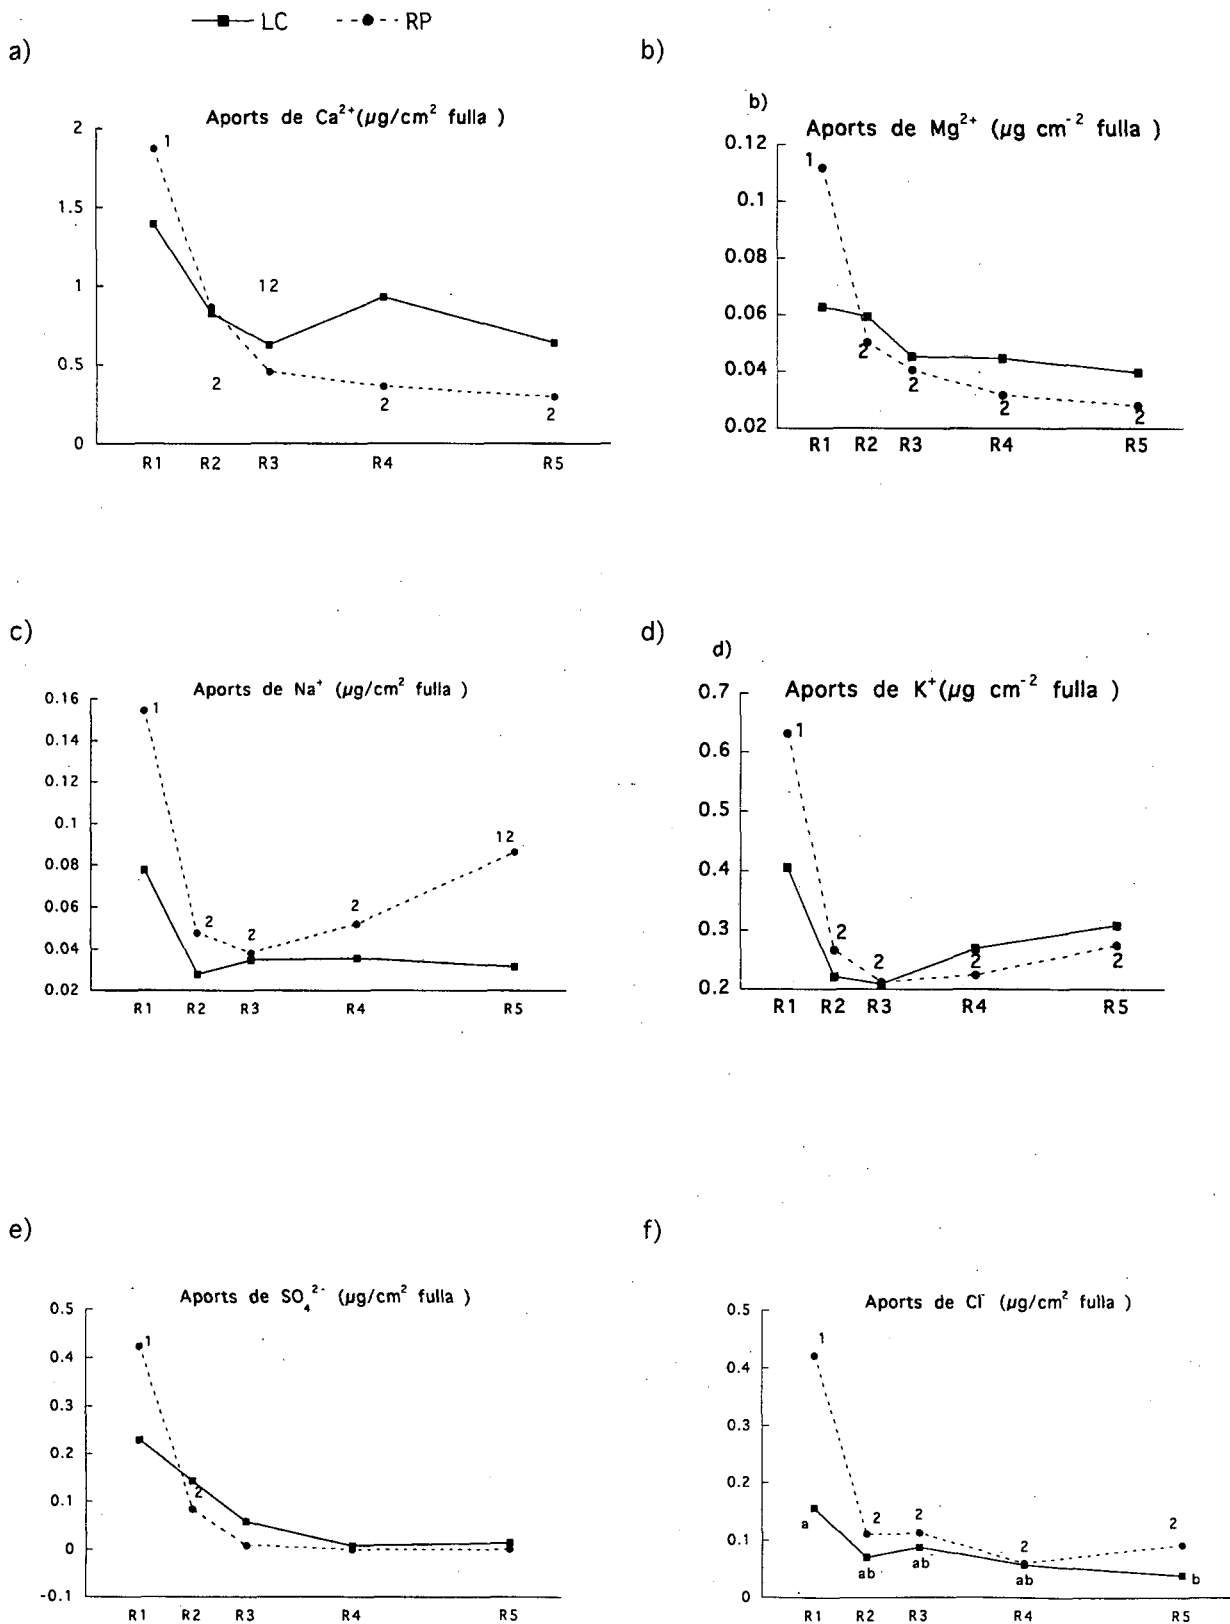 LC RP
a)
Aports de Ca²⁺(µg/cm² fulla )
2
1.5
1
0.5
0
1
12
2
2
2
R1 R2 R3 R4 R5
b)
b)
Aports de Mg²⁺ (µg cm⁻² fulla )
0.12
0.1
0.08
0.06
0.04
0.02
1
2
2
2
2
R1 R2 R3 R4 R5
c)
Aports de Na⁺ (µg/cm² fulla )
0.16
0.14
0.12
0.1
0.08
0.06
0.04
0.02
1
2
2
2
12
R1 R2 R3 R4 R5
d)
d)
Aports de K⁺(µg cm⁻² fulla )
0.7
0.6
0.5
0.4
0.3
0.2
1
2
2
2
2
R1 R2 R3 R4 R5
e)
Aports de SO₄²⁻ (µg/cm² fulla )
0.5
0.4
0.3
0.2
0.1
0
-0.1
1
2
R1 R2 R3 R4 R5
f)
Aports de Cl⁻ (µg/cm² fulla )
0.5
0.4
0.3
0.2
0.1
0
1
2
2
2
2
a
ab
ab
ab
b
R1 R2 R3 R4 R5